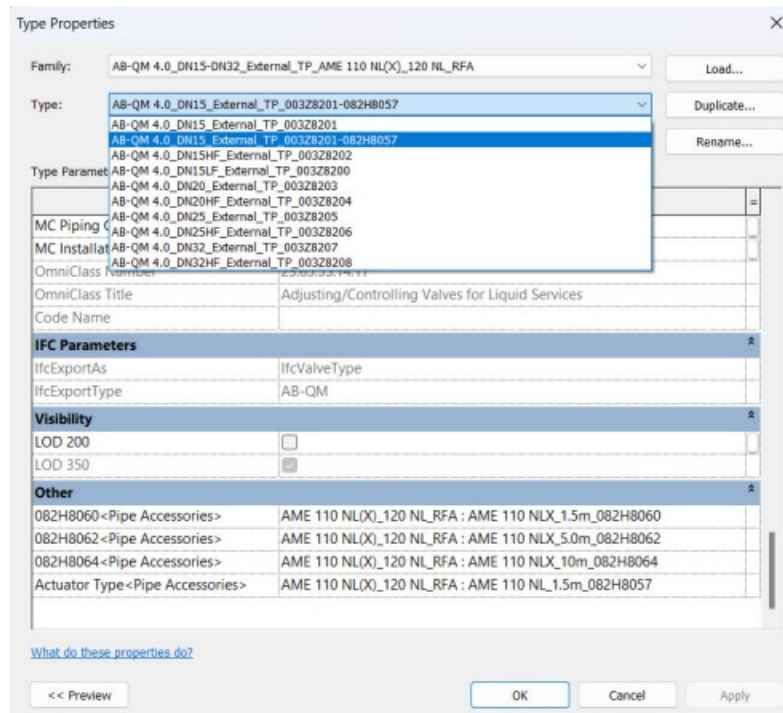 Type Properties
Family: AB-QM 4.0_DN15-DN32_External_TP_AME 110 NL(X)_120 NL_RFA Load...
Type: AB-QM 4.0_DN15_External_TP_003Z8201-082H8057 Duplicate...
AB-QM 4.0_DN15_External_TP_003Z8201
AB-QM 4.0_DN15_External_TP_003Z8201-082H8057
Rename...
AB-QM 4.0_DN15HF_External_TP_003Z8202
Type Paramet AB-QM 4.0_DN15LF_External_TP_003Z8200
AB-QM 4.0_DN20_External_TP_003Z8203
AB-QM 4.0_DN20HF_External_TP_003Z8204
=
AB-QM 4.0_DN25_External_TP_003Z8205
MC Piping
AB-QM 4.0_DN25HF_External_TP_003Z8206
MC Installat AB-QM 4.0_DN32_External_TP_003Z8207
AB-QM 4.0_DN32HF_External_TP_003Z8208
OmniClass Number
OmniClass Title Adjusting/Controlling Valves for Liquid Services
Code Name
IFC Parameters
IfcExportAs IfcValveType
IfcExportType AB-QM
Visibility
LOD 200
LOD 350
Other
082H8060<Pipe Accessories> AME 110 NL(X)_120 NL_RFA : AME 110 NLX_1.5m_082H8060
082H8062<Pipe Accessories> AME 110 NL(X)_120 NL_RFA : AME 110 NLX_5.0m_082H8062
082H8064<Pipe Accessories> AME 110 NL(X)_120 NL_RFA : AME 110 NLX_10m_082H8064
Actuator Type<Pipe Accessories> AME 110 NL(X)_120 NL_RFA : AME 110 NL_1.5m_082H8057
What do these properties do?
<< Preview OK Cancel Apply